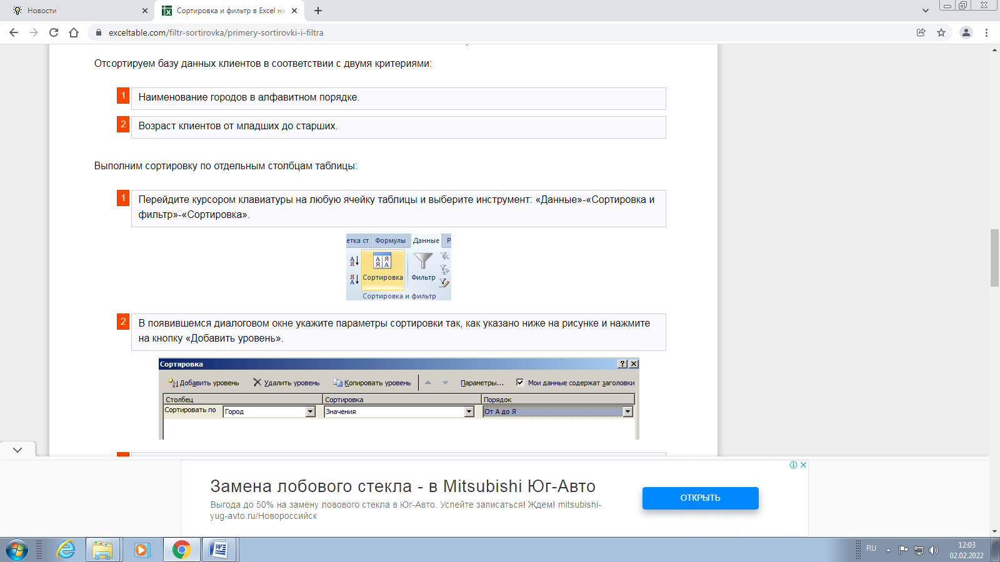 Новости
Сортировка и фильтр в Excel на
exceltable.com/filtr-sortirovka/primery-sortirovki-i-filtra
Отсортируем базу данных клиентов в соответствии с двумя критериями:
1 Наименование городов в алфавитном порядке.
2 Возраст клиентов от младших до старших.
Выполним сортировку по отдельным столбцам таблицы:
1 Перейдите курсором клавиатуры на любую ячейку таблицы и выберите инструмент: «Данные»-«Сортировка и
фильтр»-«Сортировка».
етка ст Формулы Данные Р
Сортировка Фильтр
Сортировка и фильтр
2 В появившемся диалоговом окне укажите параметры сортировки так, как указано ниже на рисунке и нажмите
на кнопку «Добавить уровень».
Сортировка
Добавить уровень Удалить уровень Копировать уровень Параметры... Мои данные содержат заголовки
Столбец Сортировка Порядок
Сортировать по Город Значения От А до Я
Замена лобового стекла - в Mitsubishi Юг-Авто
Выгода до 50% на замену ловового стекла в Юг-Авто. Успейте записаться! Ждем! mitsubishi-
yug-avto.ru/Новороссийск
ОТКРЫТЬ
RU
12:03
02.02.2022